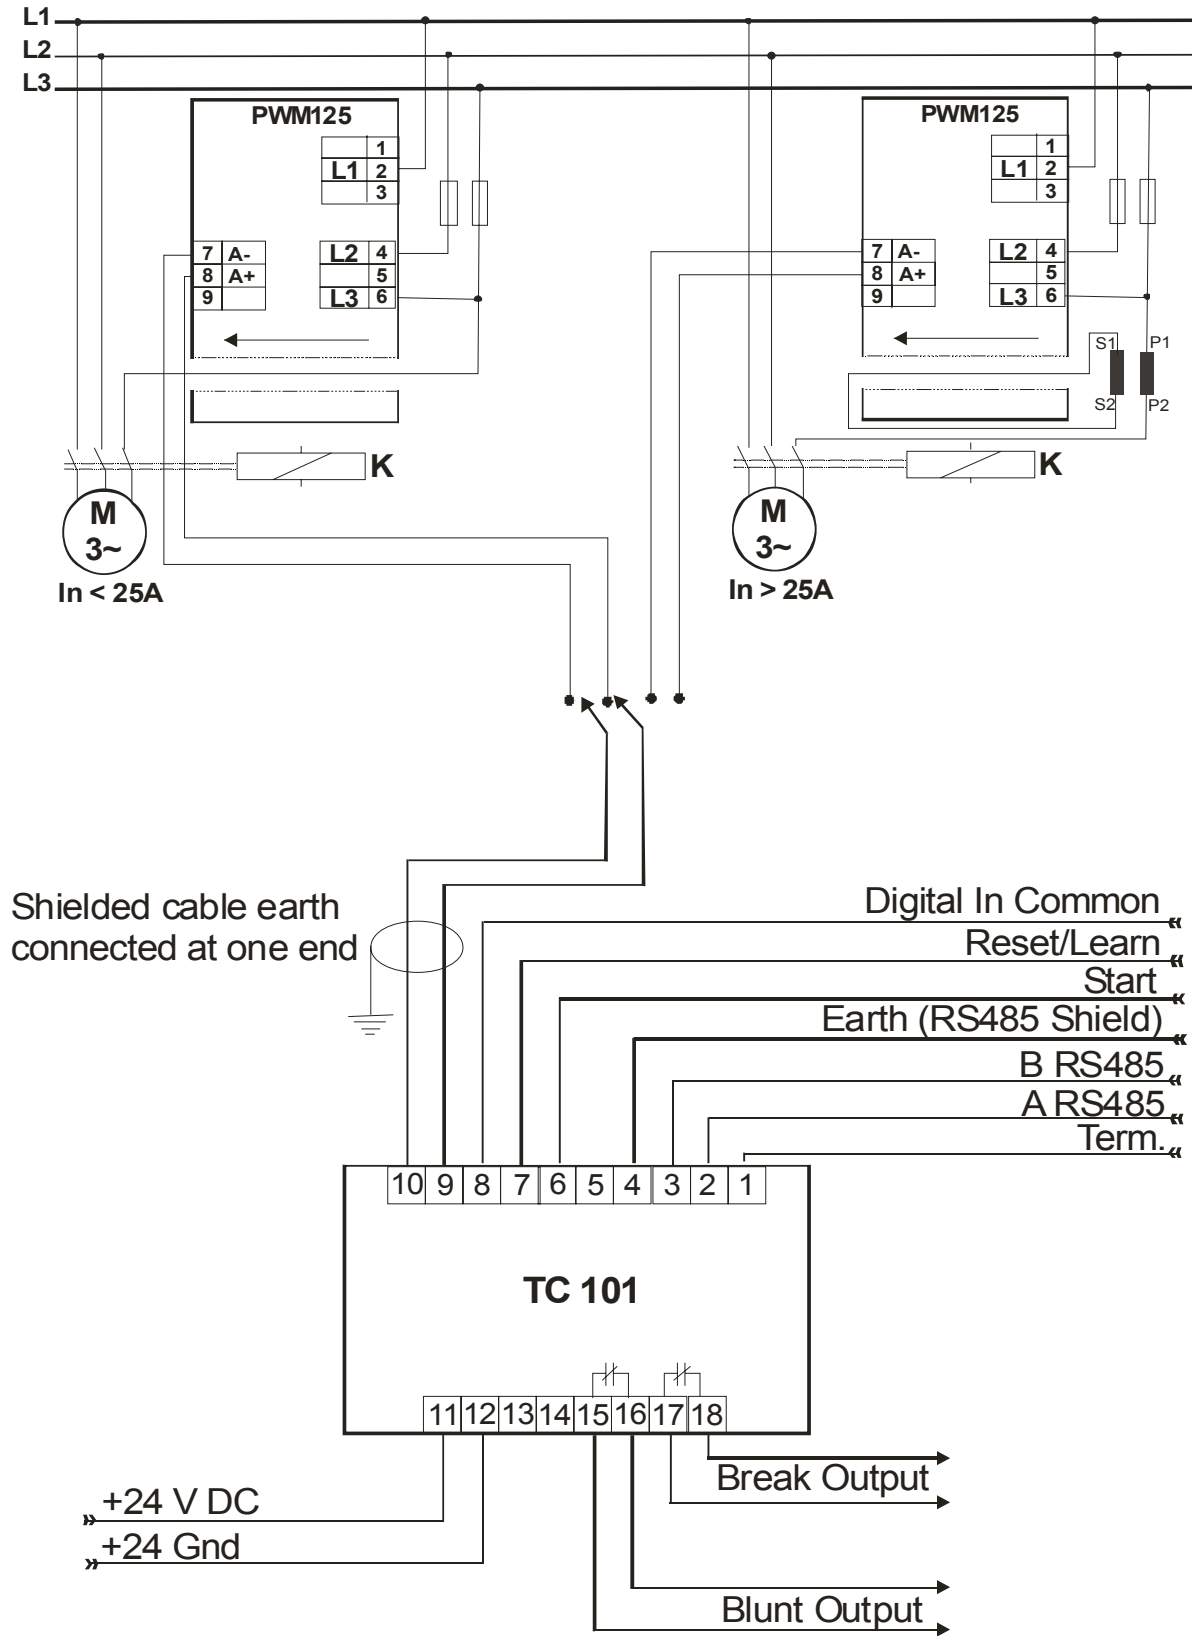 L1
L2
L3
PWM125
1
L1 2
3
7 A-
8 A+
9
L2 4
5
L3 6
K
M
3~
In < 25A
PWM125
1
L1 2
3
7 A-
8 A+
9
L2 4
5
L3 6
S1 P1
S2 P2
K
M
3~
In > 25A
Shielded cable earth
connected at one end
Digital In Common
Reset/Learn
Start
Earth (RS485 Shield)
B RS485
A RS485
Term.
10 9 8 7 6 5 4 3 2 1
TC 101
11 12 13 14 15 16 17 18
Break Output
+24 V DC
+24 Gnd
Blunt Output